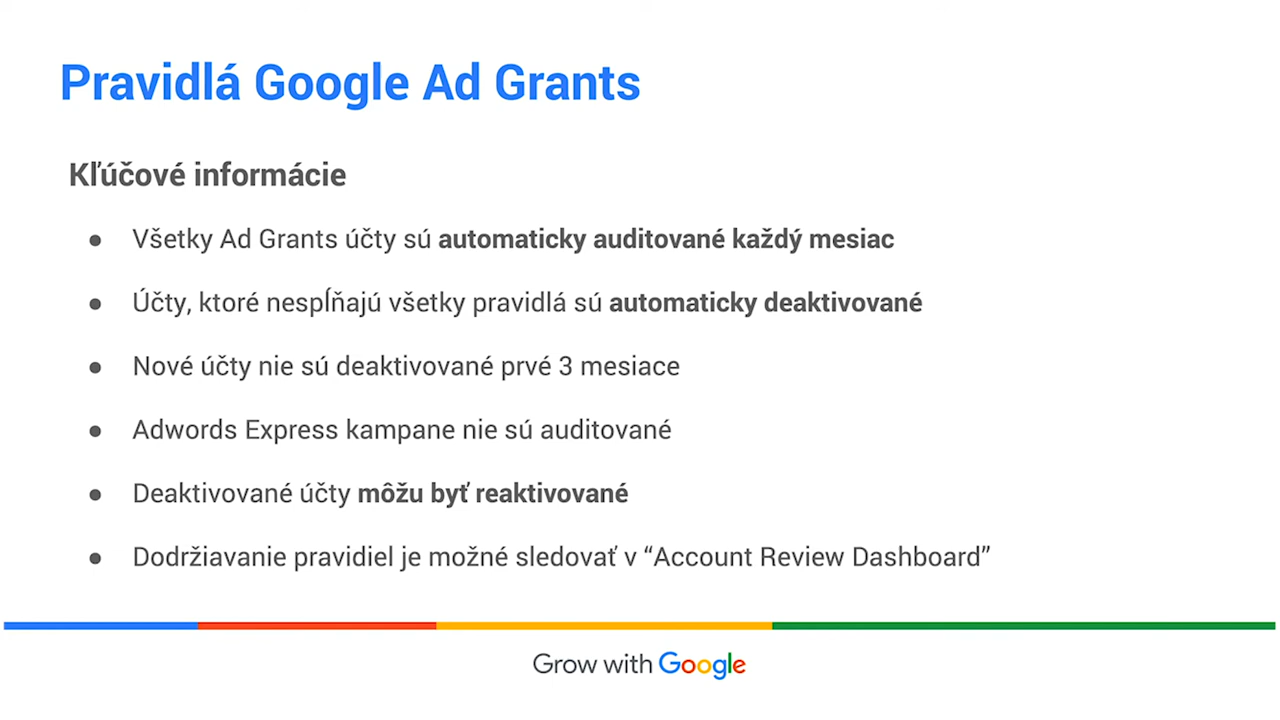 Pravidlá Google Ad Grants
Kľúčové informácie
● Všetky Ad Grants účty sú automaticky auditované každý mesiac
● Účty, ktoré nespĺňajú všetky pravidlá sú automaticky deaktivované
● Nové účty nie sú deaktivované prvé 3 mesiace
● Adwords Express kampane nie sú auditované
● Deaktivované účty môžu byť reaktivované
● Dodržiavanie pravidiel je možné sledovať v “Account Review Dashboard”
Grow with Google